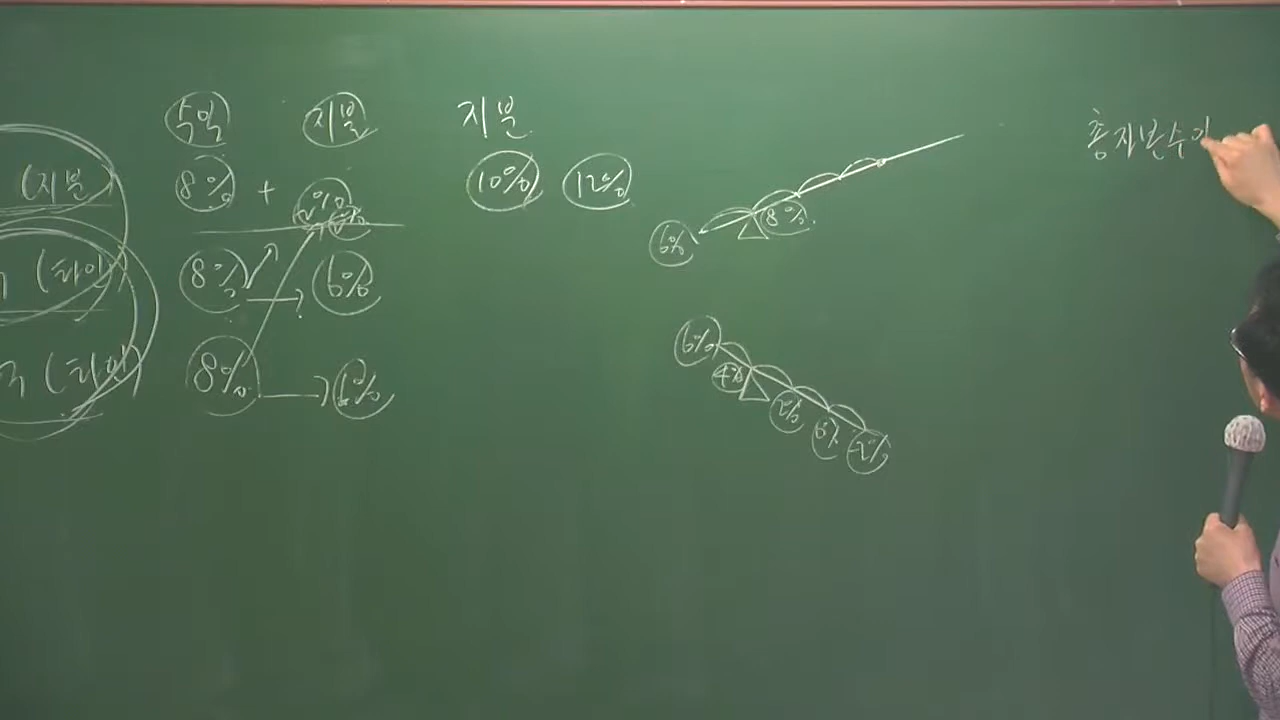 수익 지분 지분
(지분) 8% + 2% 10% 12%
(타인) 8% 6%
(타인) 8%
8%
6%
6%
4%
2%
0%
-2%
총자본수익